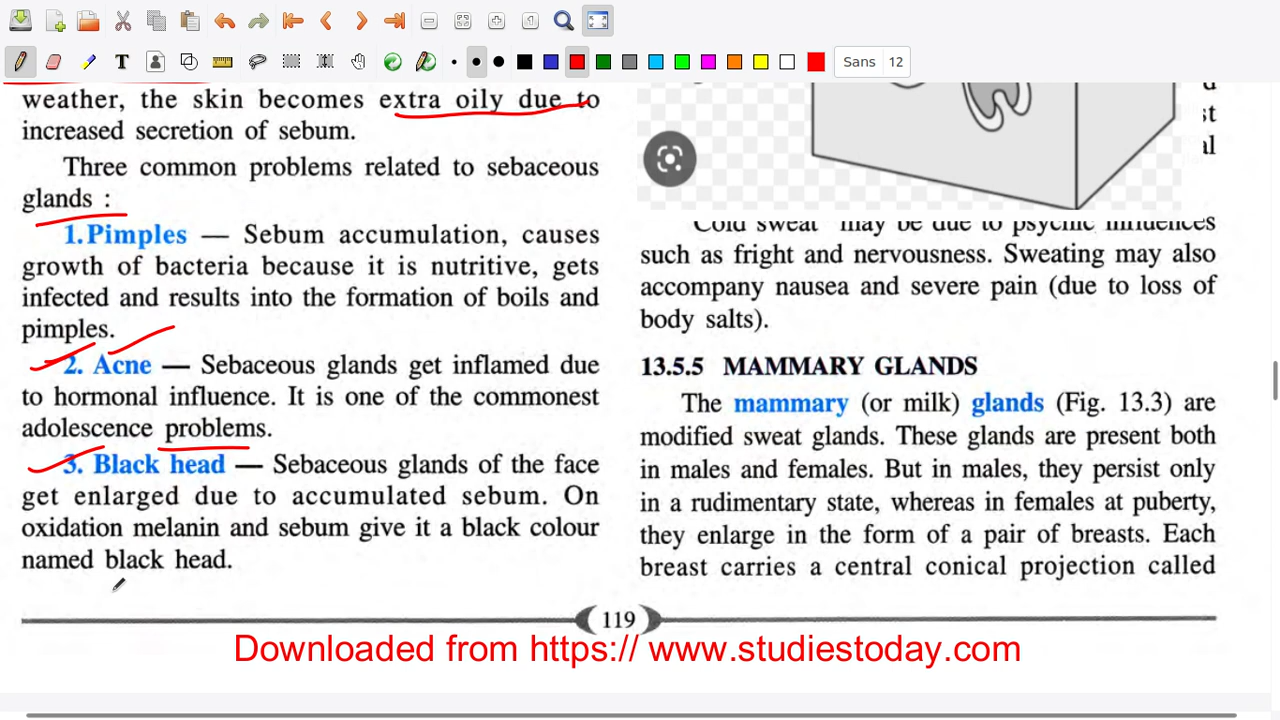 Sans 12
weather, the skin becomes extra oily due to
increased secretion of sebum.
Three common problems related to sebaceous
glands :
1.Pimples — Sebum accumulation, causes
growth of bacteria because it is nutritive, gets
infected and results into the formation of boils and
pimples.
2. Acne — Sebaceous glands get inflamed due
to hormonal influence. It is one of the commonest
adolescence problems.
3. Black head — Sebaceous glands of the face
get enlarged due to accumulated sebum. On
oxidation melanin and sebum give it a black colour
named black head.
Cold sweat may be due to psychic influences
such as fright and nervousness. Sweating may also
accompany nausea and severe pain (due to loss of
body salts).
13.5.5 MAMMARY GLANDS
The mammary (or milk) glands (Fig. 13.3) are
modified sweat glands. These glands are present both
in males and females. But in males, they persist only
in a rudimentary state, whereas in females at puberty,
they enlarge in the form of a pair of breasts. Each
breast carries a central conical projection called
119
Downloaded from https:// www.studiestoday.com